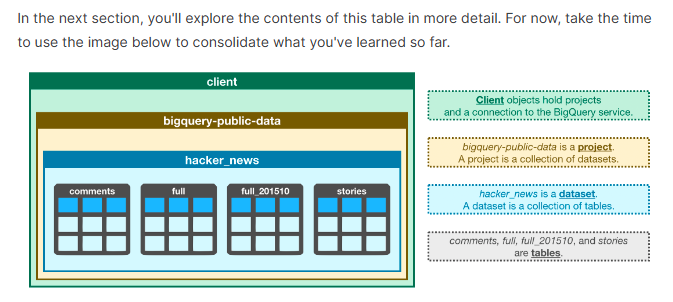 In the next section, you'll explore the contents of this table in more detail. For now, take the time
to use the image below to consolidate what you've learned so far.
client
bigquery-public-data
hacker_news
comments
full
full_201510
stories
Client objects hold projects
and a connection to the BigQuery service.
bigquery-public-data is a project.
A project is a collection of datasets.
hacker_news is a dataset.
A dataset is a collection of tables.
comments, full, full_201510, and stories
are tables.